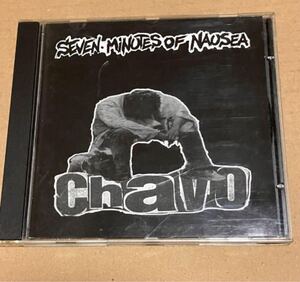 SEVEN MINUTES OF NAUSEA
Chavo